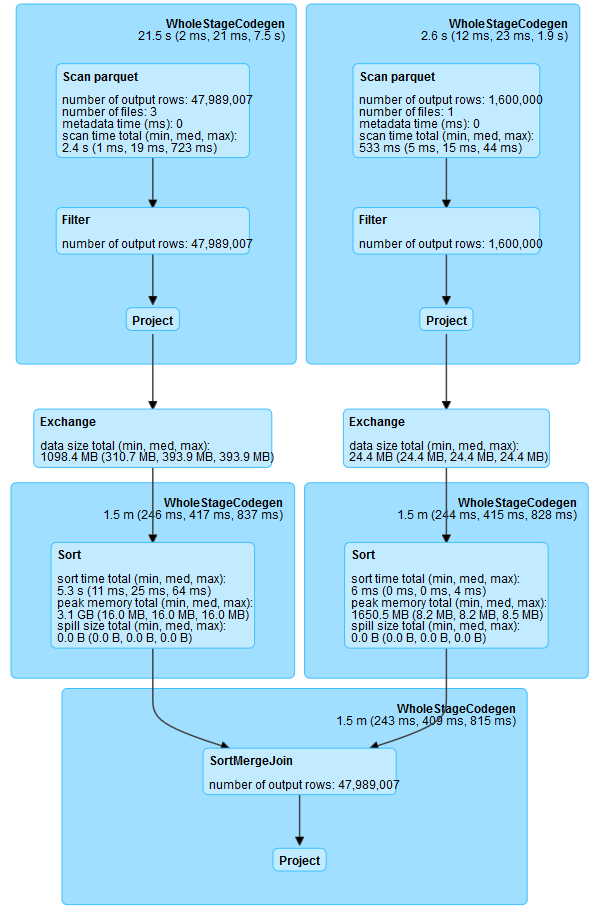 WholeStageCodegen
21.5 s (2 ms, 21 ms, 7.5 s)
Scan parquet
number of output rows: 47,989,007
number of files: 3
metadata time (ms): 0
scan time total (min, med, max):
2.4 s (1 ms, 19 ms, 723 ms)
Filter
number of output rows: 47,989,007
Project
WholeStageCodegen
2.6 s (12 ms, 23 ms, 1.9 s)
Scan parquet
number of output rows: 1,600,000
number of files: 1
metadata time (ms): 0
scan time total (min, med, max):
533 ms (5 ms, 15 ms, 44 ms)
Filter
number of output rows: 1,600,000
Project
Exchange
data size total (min, med, max):
1098.4 MB (310.7 MB, 393.9 MB, 393.9 MB)
Exchange
data size total (min, med, max):
24.4 MB (24.4 MB, 24.4 MB, 24.4 MB)
WholeStageCodegen
1.5 m (246 ms, 417 ms, 837 ms)
Sort
sort time total (min, med, max):
5.3 s (11 ms, 25 ms, 64 ms)
peak memory total (min, med, max):
3.1 GB (16.0 MB, 16.0 MB, 16.0 MB)
spill size total (min, med, max):
0.0 B (0.0 B, 0.0 B, 0.0 B)
WholeStageCodegen
1.5 m (244 ms, 415 ms, 828 ms)
Sort
sort time total (min, med, max):
6 ms (0 ms, 0 ms, 4 ms)
peak memory total (min, med, max):
1650.5 MB (8.2 MB, 8.2 MB, 8.5 MB)
spill size total (min, med, max):
0.0 B (0.0 B, 0.0 B, 0.0 B)
WholeStageCodegen
1.5 m (243 ms, 409 ms, 815 ms)
SortMergeJoin
number of output rows: 47,989,007
Project